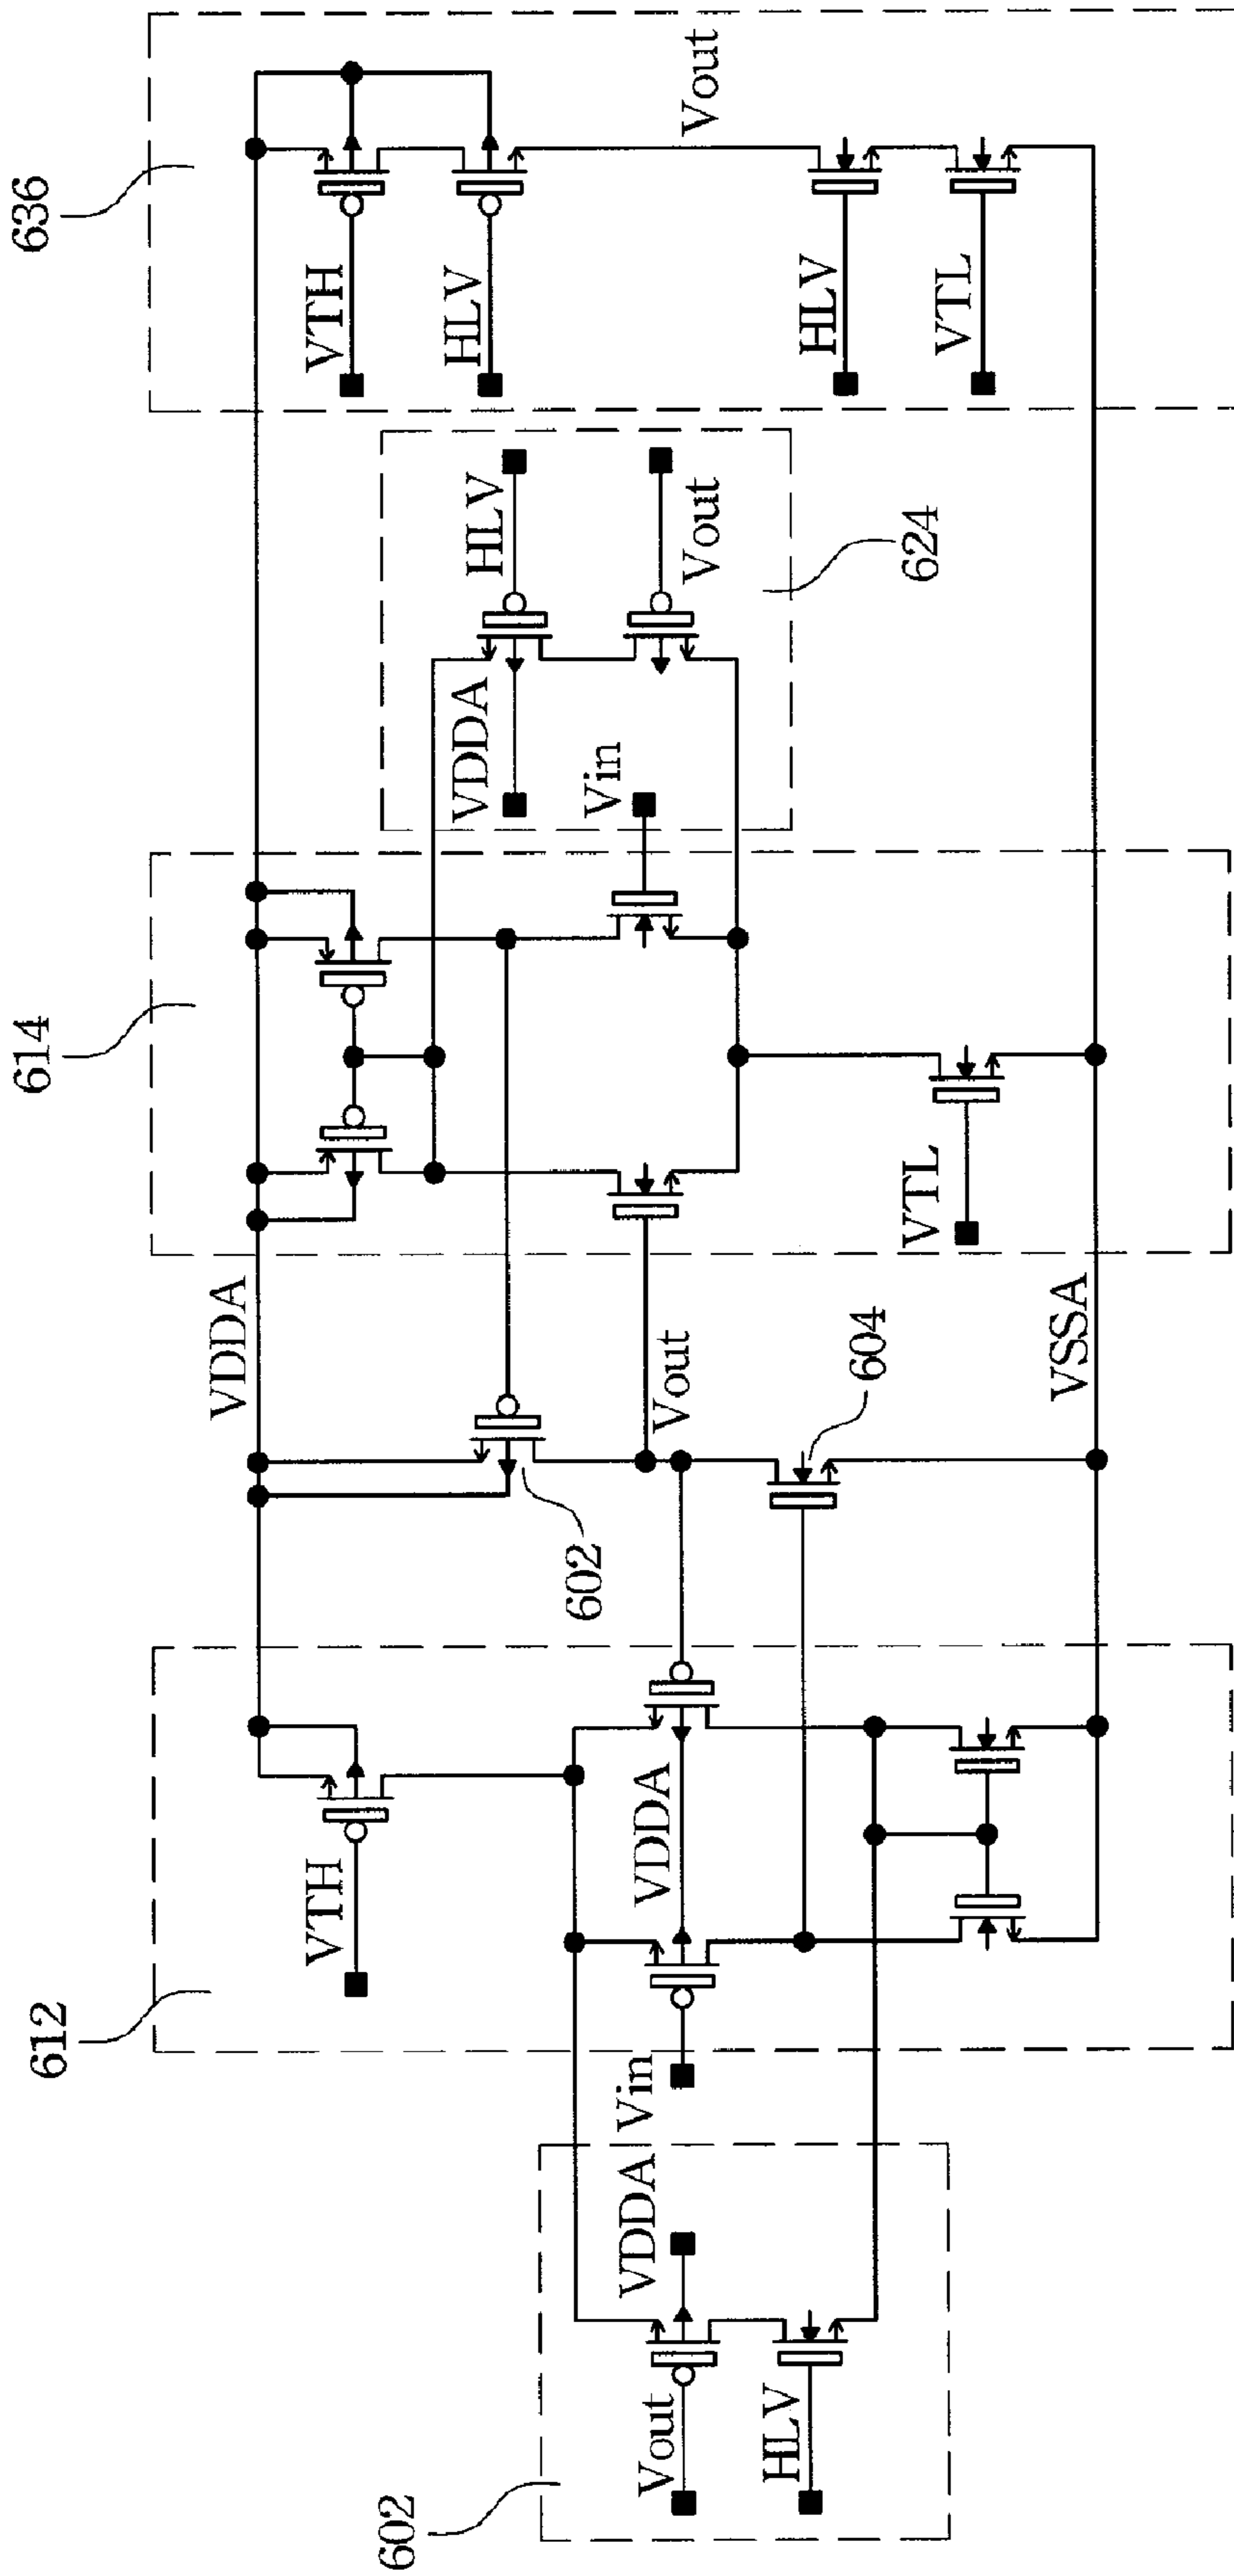 602
Vout
HLV
VDDA
612
Vin
VTH
VDDA
602
VDDA
Vout
604
VSSA
614
VTL
Vin
VDDA
HLV
Vout
624
636
VTH
HLV
HLV
VTL
Vout